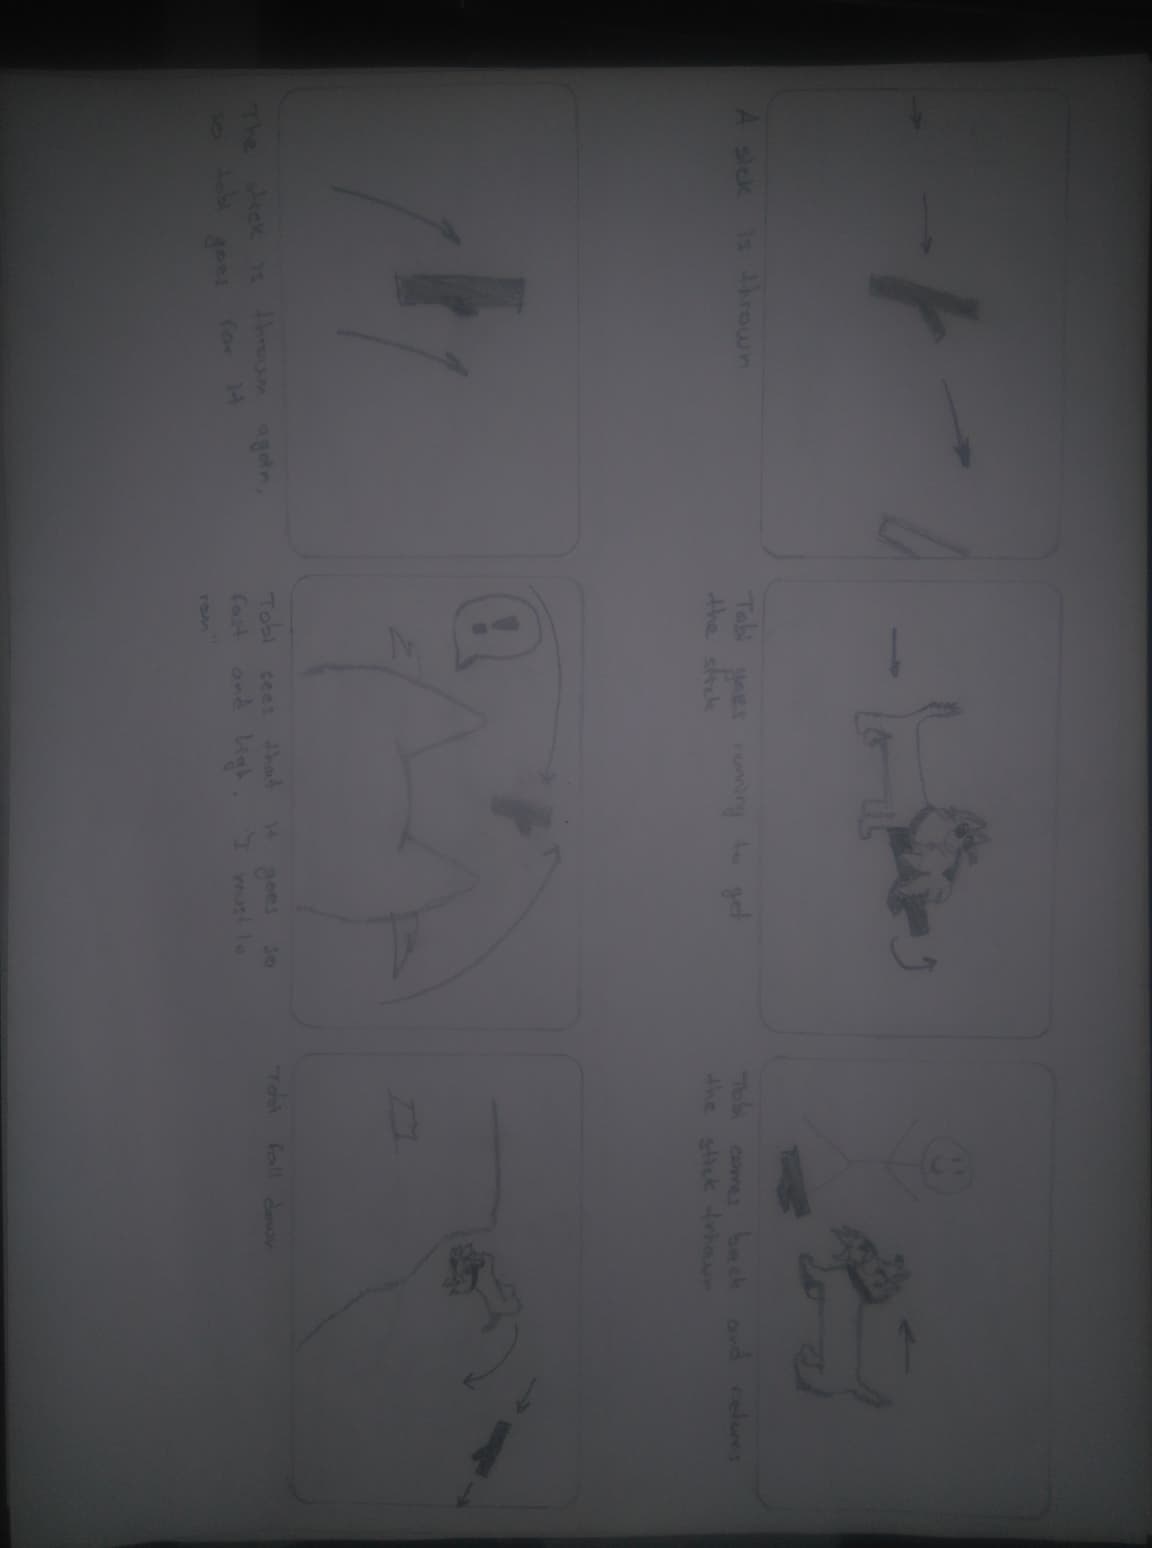 A sick is thrown
Tobi goes running to get
the stick
Tobi comes back and returns
the stick
The stick is thrown again,
so tobi goes for it
!
Tobi sees that it goes so
fast and high. "I must to
run"
Tobi fall down